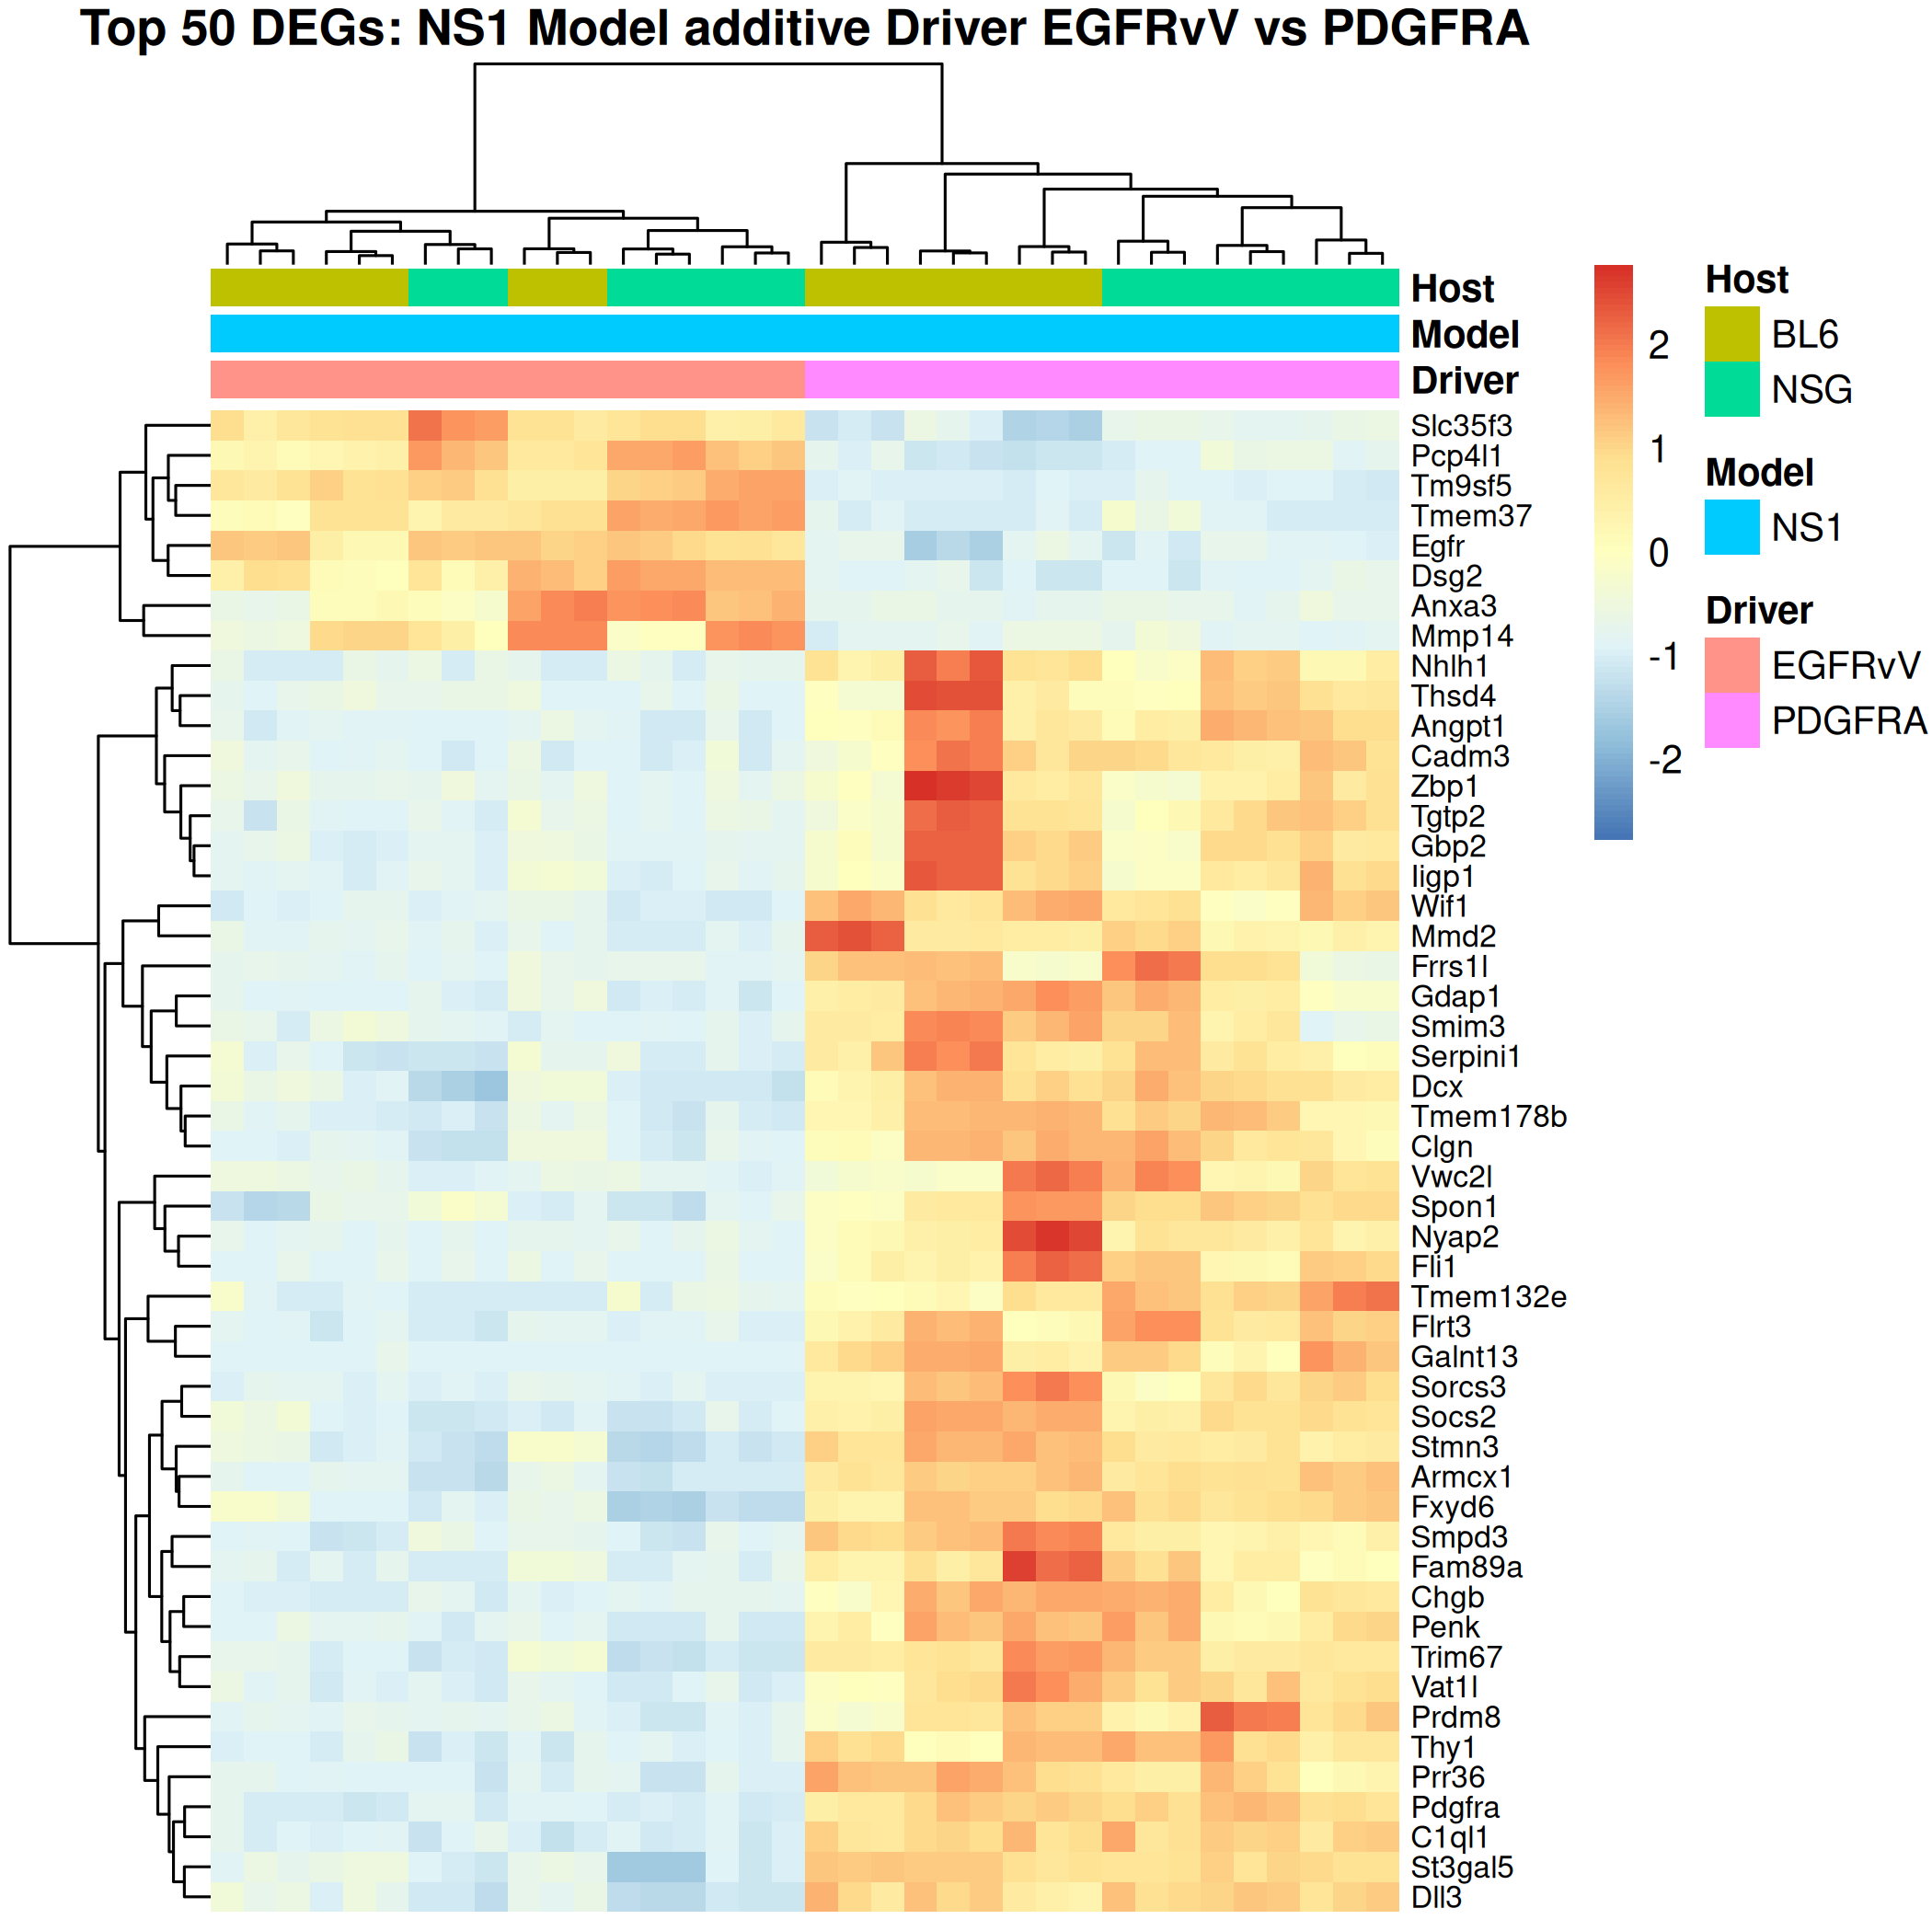 Top 50 DEGs: NS1 Model additive Driver EGFRvV vs PDGFRA
Host
Model
Driver
Slc35f3
Pcp4l1
Tm9sf5
Tmem37
Egfr
Dsg2
Anxa3
Mmp14
Nhlh1
Thsd4
Angpt1
Cadm3
Zbp1
Tgtp2
Gbp2
Iigp1
Wif1
Mmd2
Frrs1l
Gdap1
Smim3
Serpini1
Dcx
Tmem178b
Clgn
Vwc2l
Spon1
Nyap2
Fli1
Tmem132e
Flrt3
Galnt13
Sorcs3
Socs2
Stmn3
Armcx1
Fxyd6
Smpd3
Fam89a
Chgb
Penk
Trim67
Vat1l
Prdm8
Thy1
Prr36
Pdgfra
C1ql1
St3gal5
Dll3
2
1
0
-1
-2
Host
BL6
NSG
Model
NS1
Driver
EGFRvV
PDGFRA